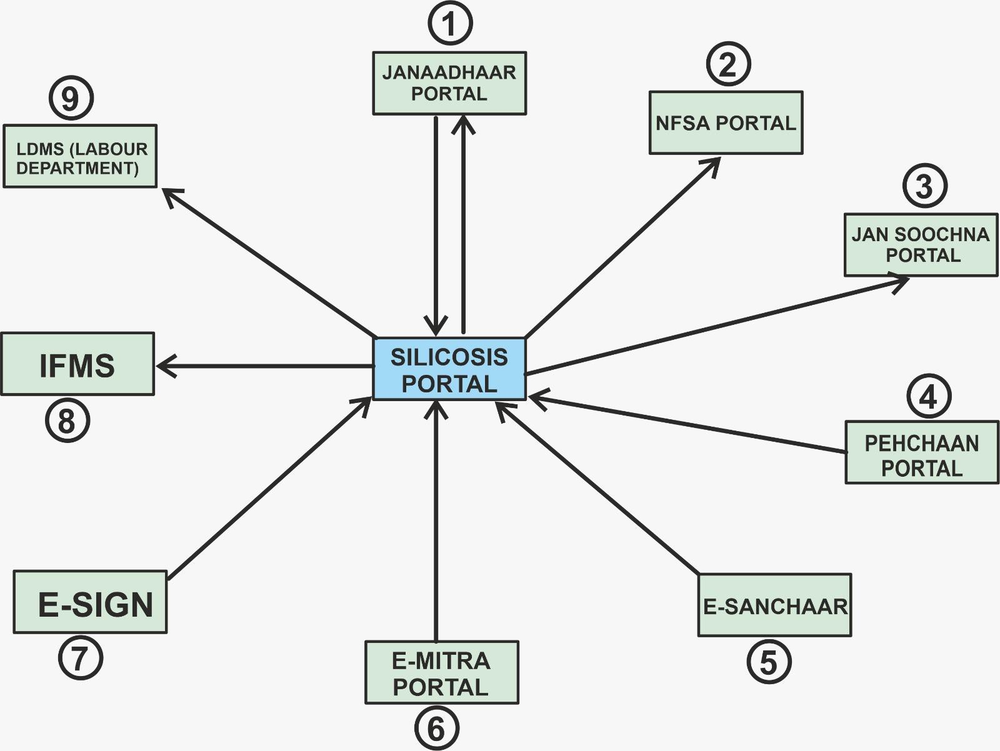 1
JANAADHAAR
PORTAL
2
NFSA PORTAL
3
JAN SOOCHNA
PORTAL
4
PEHCHAAN
PORTAL
5
E-SANCHAAR
6
E-MITRA
PORTAL
7
E-SIGN
8
IFMS
9
LDMS (LABOUR
DEPARTMENT)
SILICOSIS
PORTAL